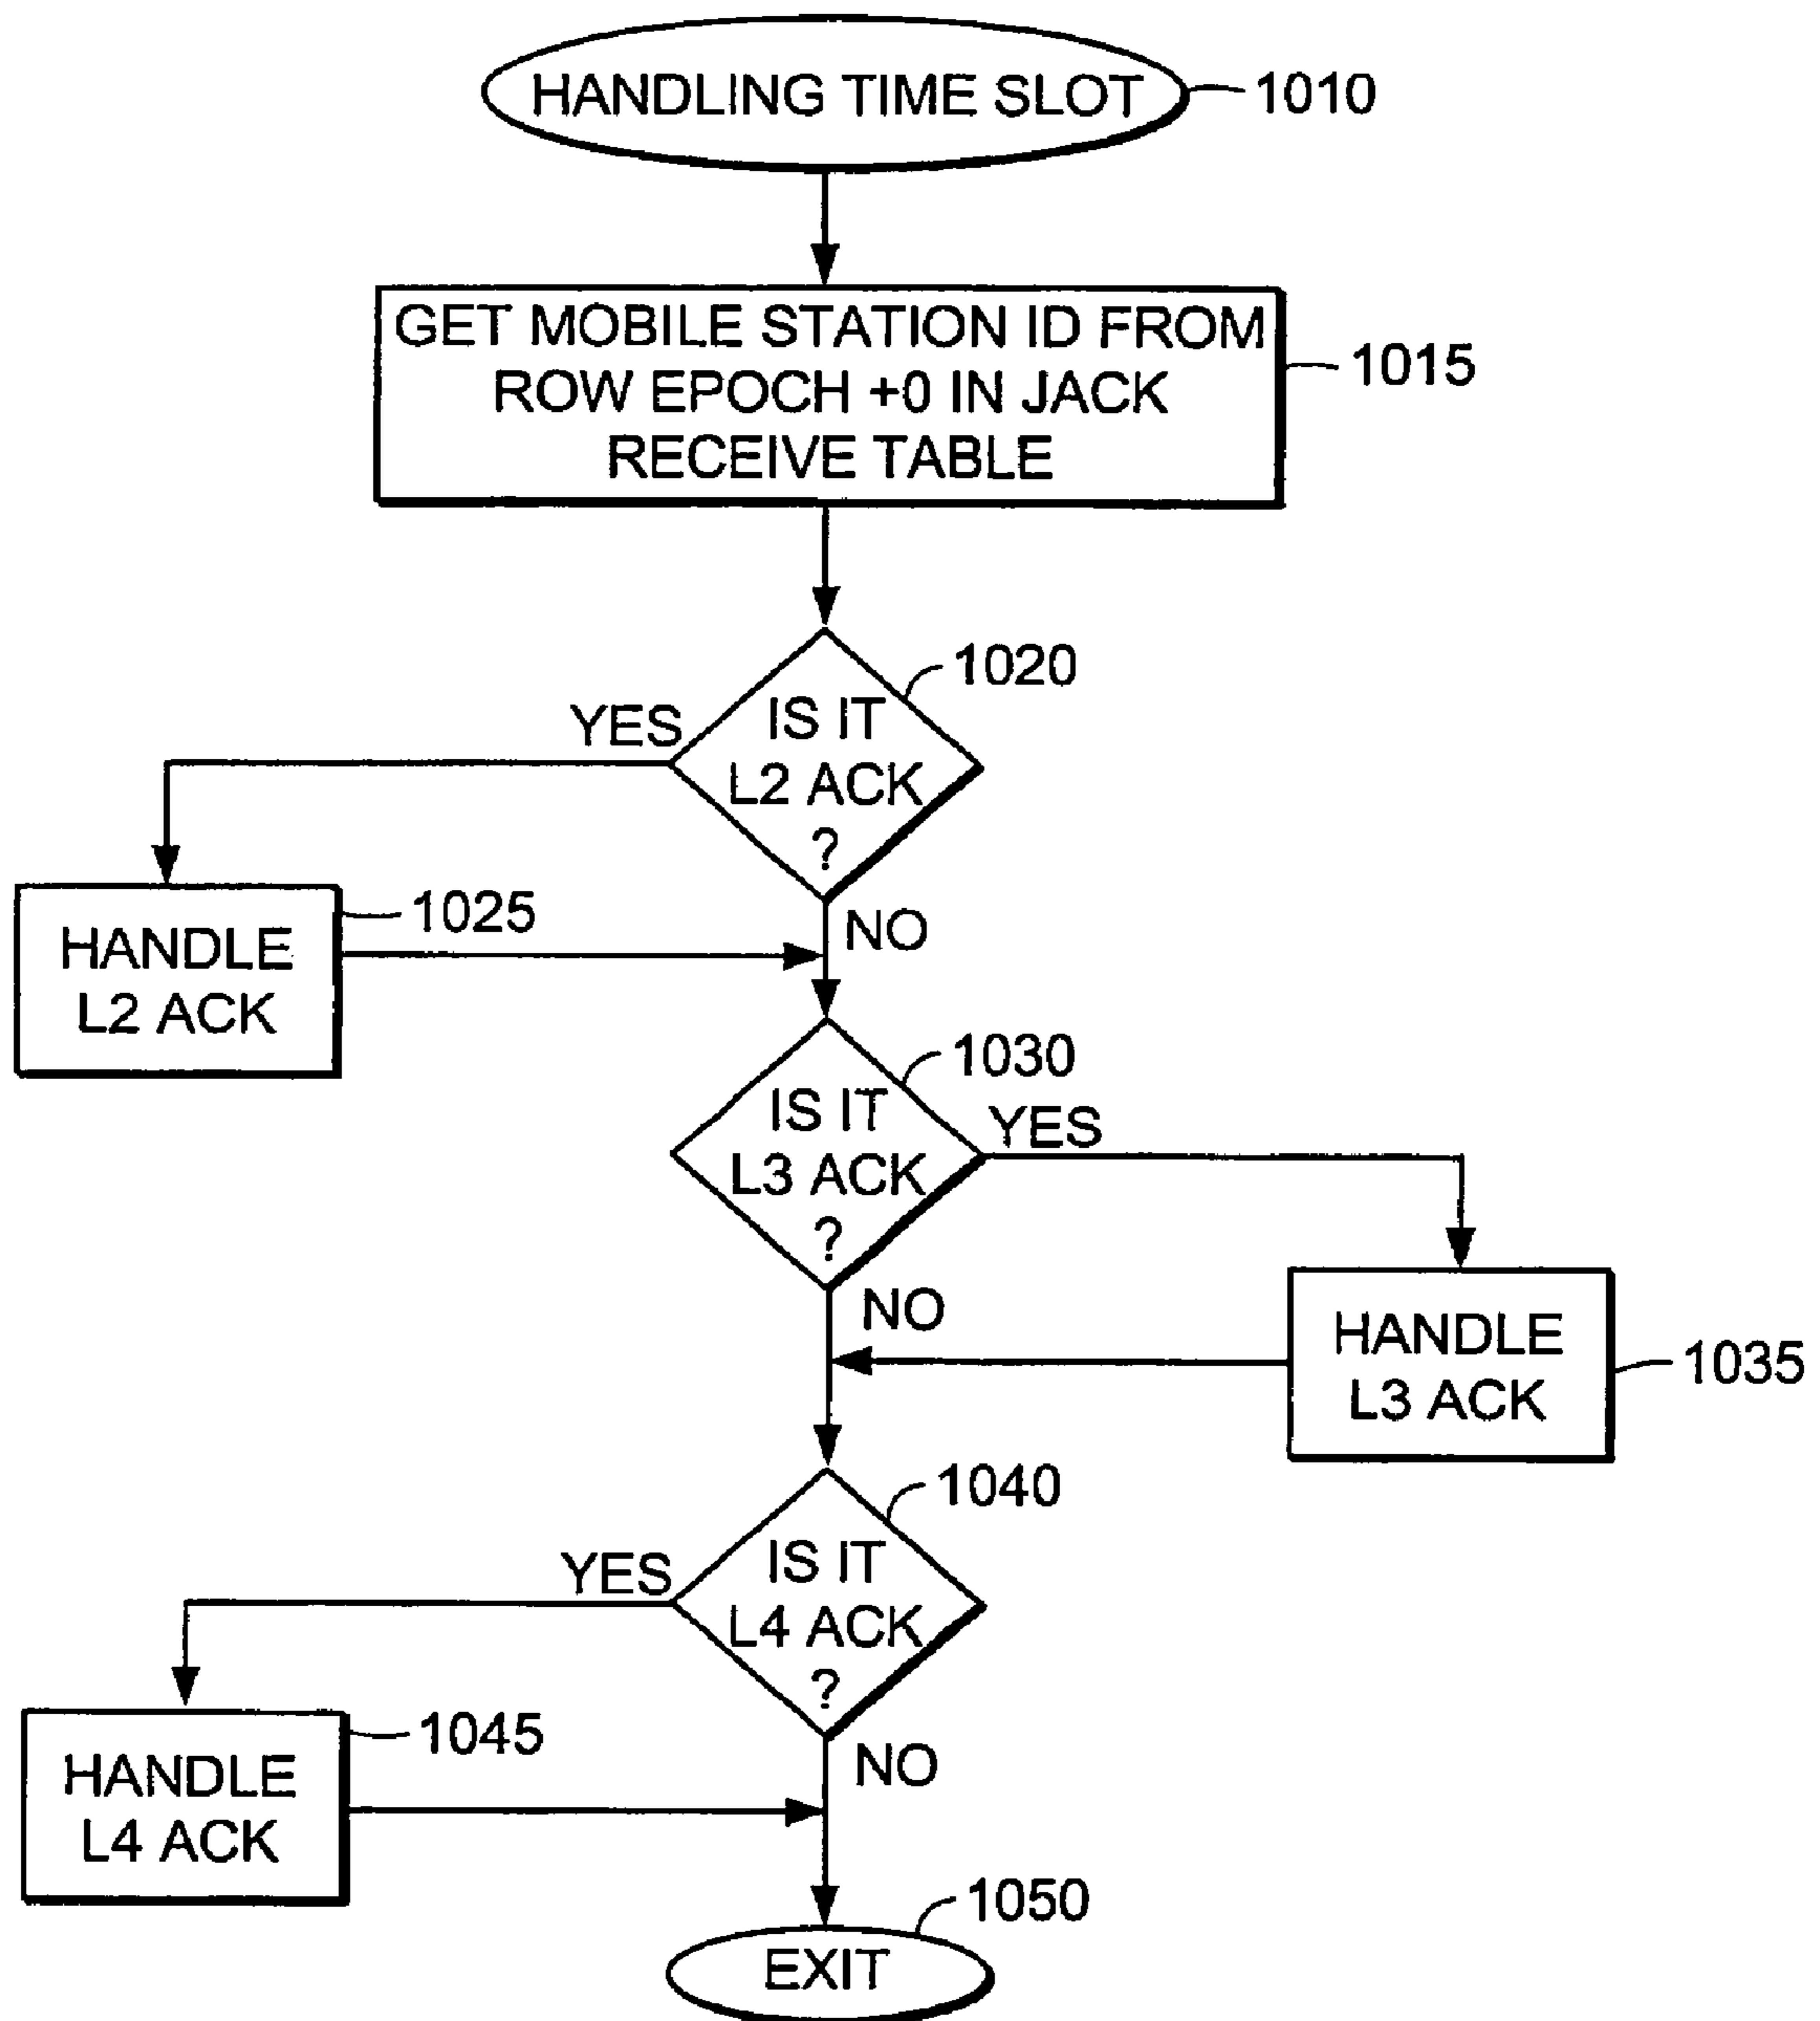 HANDLING TIME SLOT
1010
GET MOBILE STATION ID FROM
ROW EPOCH +0 IN JACK
RECEIVE TABLE
1015
1020
IS IT
L2 ACK
?
YES
NO
1025
HANDLE
L2 ACK
1030
IS IT
L3 ACK
?
YES
NO
HANDLE
L3 ACK
1035
1040
IS IT
L4 ACK
?
YES
NO
1045
HANDLE
L4 ACK
1050
EXIT